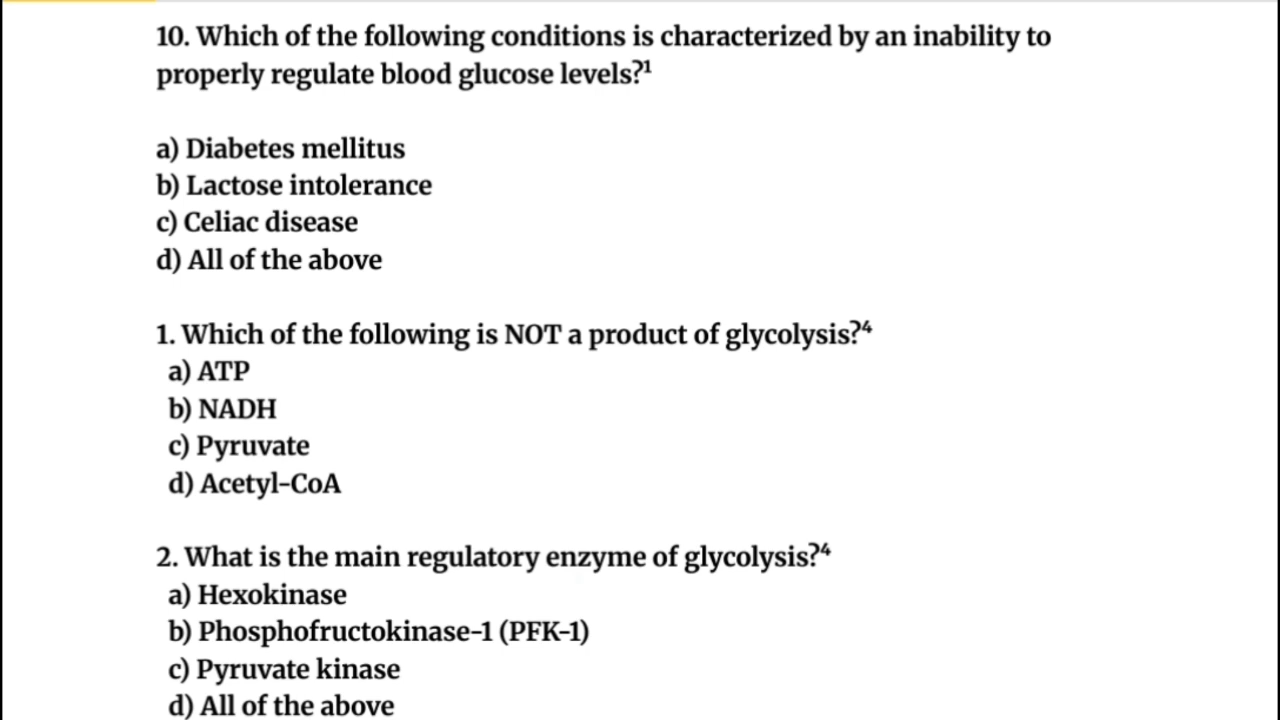 10. Which of the following conditions is characterized by an inability to
properly regulate blood glucose levels?¹
a) Diabetes mellitus
b) Lactose intolerance
c) Celiac disease
d) All of the above
1. Which of the following is NOT a product of glycolysis?⁴
a) ATP
b) NADH
c) Pyruvate
d) Acetyl-CoA
2. What is the main regulatory enzyme of glycolysis?⁴
a) Hexokinase
b) Phosphofructokinase-1 (PFK-1)
c) Pyruvate kinase
d) All of the above